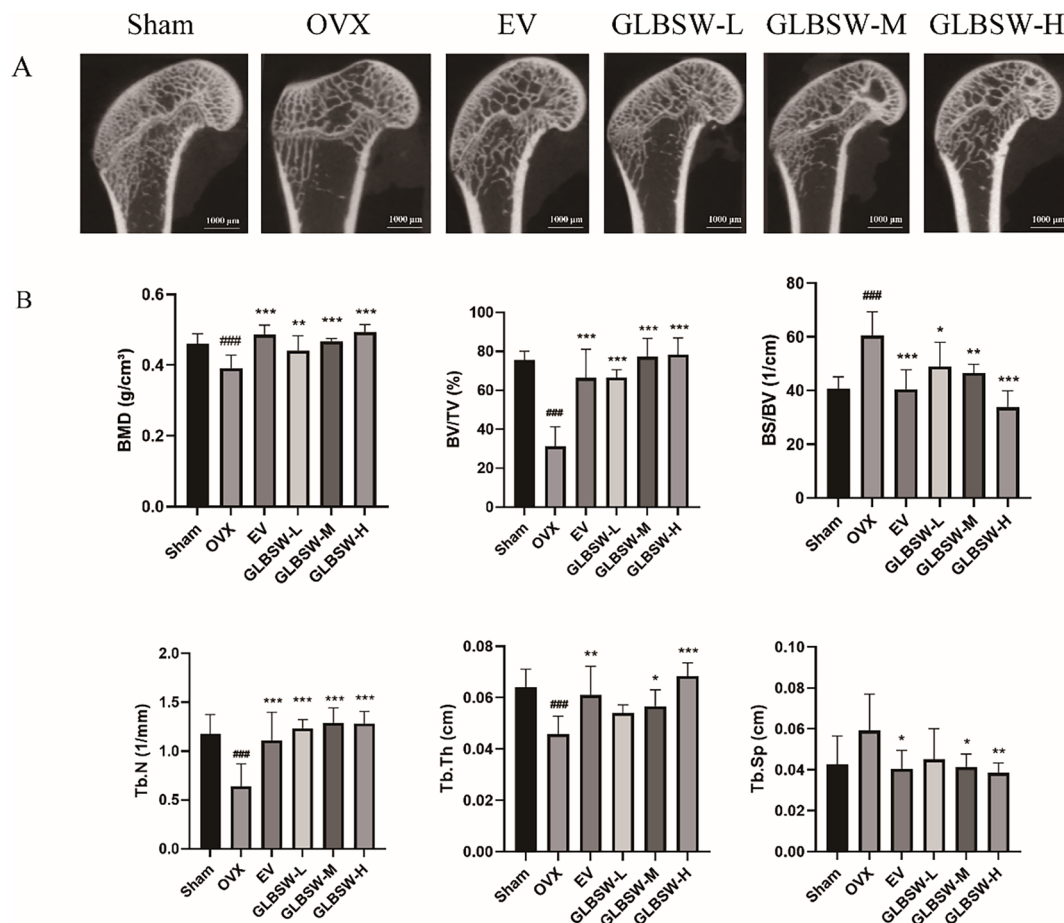 Sham OVX EV GLBSW-L GLBSW-M GLBSW-H
A
1000 µm 1000 µm 1000 µm 1000 µm 1000 µm 1000 µm
B
BMD (g/cm³)
0.6
0.4
0.2
0.0
### *** ** *** ***
Sham OVX EV GLBSW-L GLBSW-M GLBSW-H
BV/TV (%)
100
80
60
40
20
0
### *** *** *** ***
Sham OVX EV GLBSW-L GLBSW-M GLBSW-H
BS/BV (1/cm)
80
60
40
20
0
### *** * ** ***
Sham OVX EV GLBSW-L GLBSW-M GLBSW-H
Tb.N (1/mm)
2.0
1.5
1.0
0.5
0.0
### *** *** *** ***
Sham OVX EV GLBSW-L GLBSW-M GLBSW-H
Tb.Th (cm)
0.08
0.06
0.04
0.02
0.00
### ** * ***
Sham OVX EV GLBSW-L GLBSW-M GLBSW-H
Tb.Sp (cm)
0.10
0.08
0.06
0.04
0.02
0.00
* * **
Sham OVX EV GLBSW-L GLBSW-M GLBSW-H